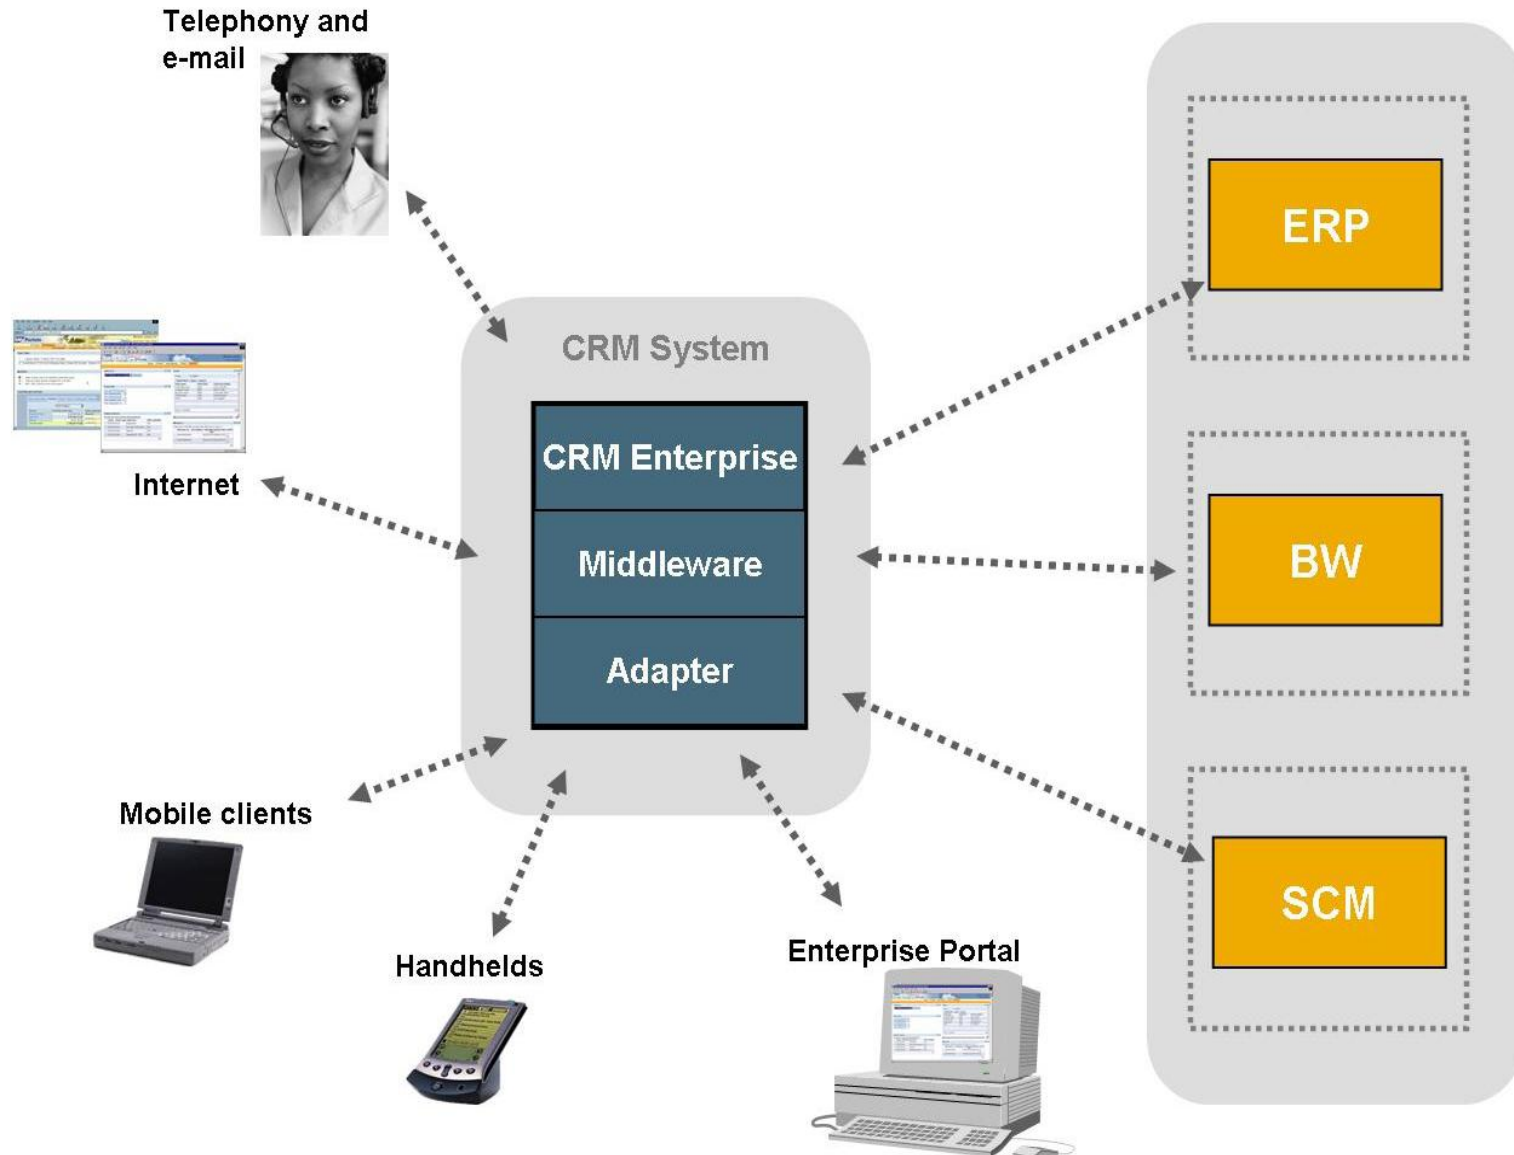 Telephony and
e-mail
ERP
CRM System
CRM Enterprise
Internet
Middleware
BW
Adapter
Mobile clients
SCM
Handhelds
Enterprise Portal